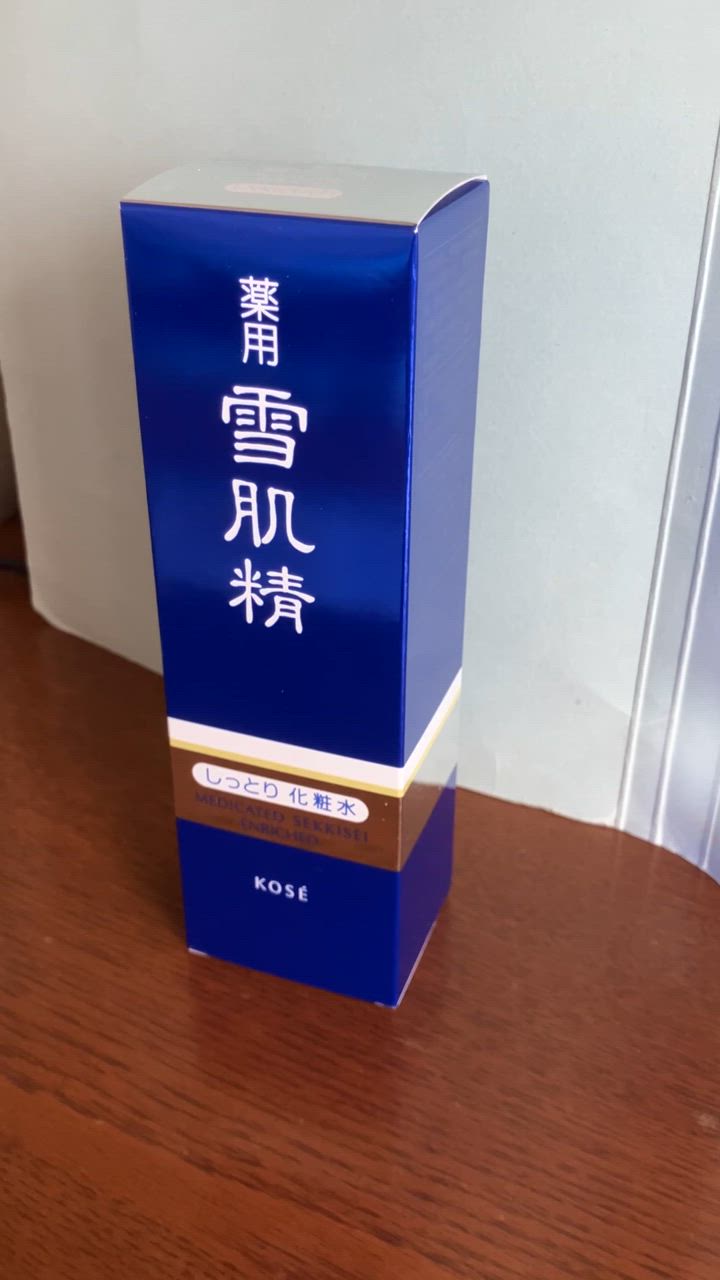 薬用
雪肌精
しっとり 化粧水
MEDICATED SEKKISEI
ENRICHED
KOSÉ